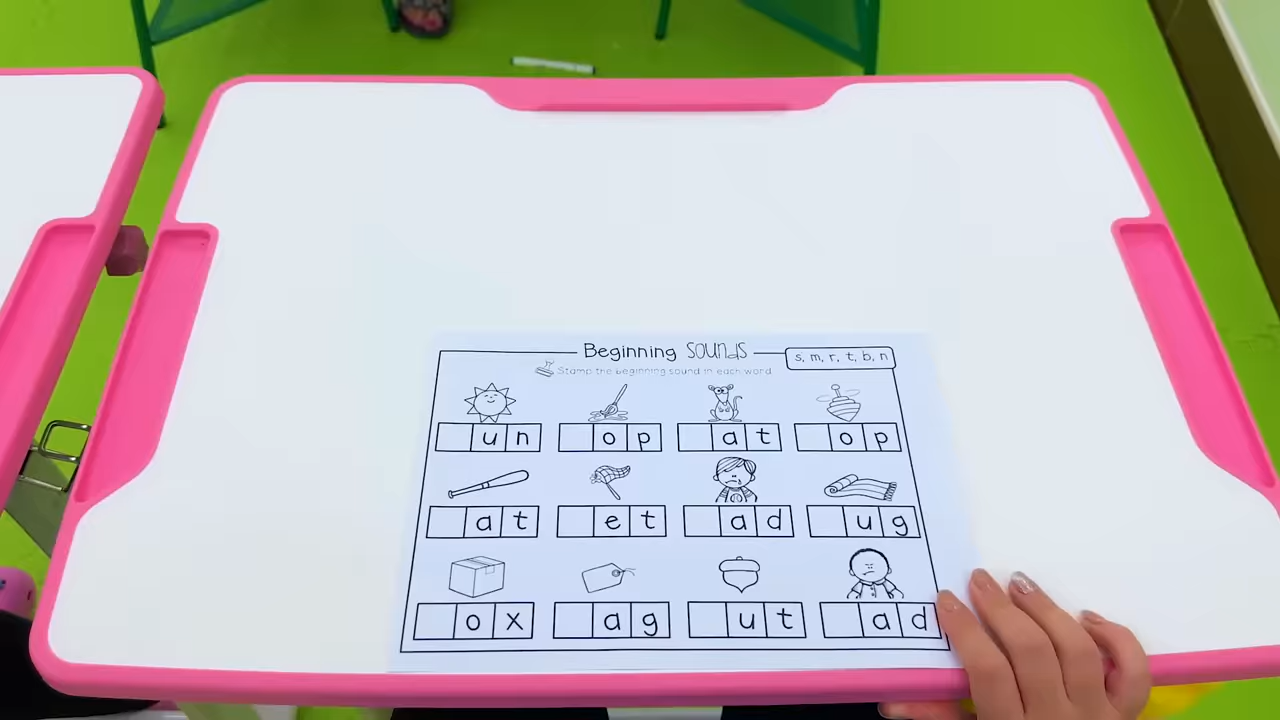 Beginning Sounds
s, m, r, t, b, n
Stamp the beginning sound in each word
un op at op
at et ad ug
ox ag ut ad